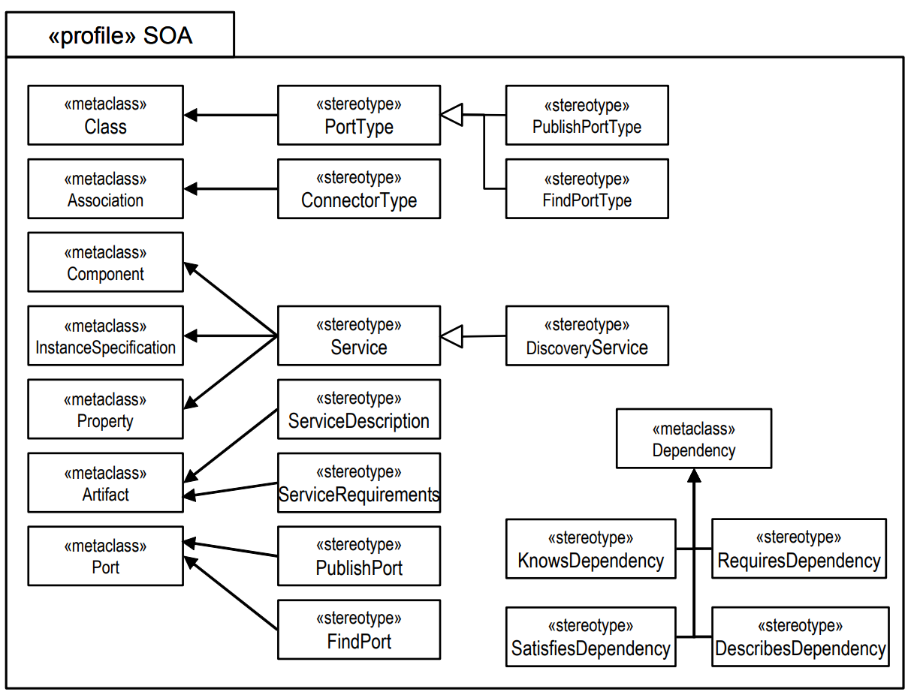 «profile» SOA
«metaclass»
Class
«stereotype»
PortType
«stereotype»
PublishPortType
«metaclass»
Association
«stereotype»
ConnectorType
«stereotype»
FindPortType
«metaclass»
Component
«metaclass»
InstanceSpecification
«stereotype»
Service
«stereotype»
DiscoveryService
«metaclass»
Property
«stereotype»
ServiceDescription
«metaclass»
Dependency
«metaclass»
Artifact
«stereotype»
ServiceRequirements
«metaclass»
Port
«stereotype»
PublishPort
«stereotype»
KnowsDependency
«stereotype»
RequiresDependency
«stereotype»
FindPort
«stereotype»
SatisfiesDependency
«stereotype»
DescribesDependency